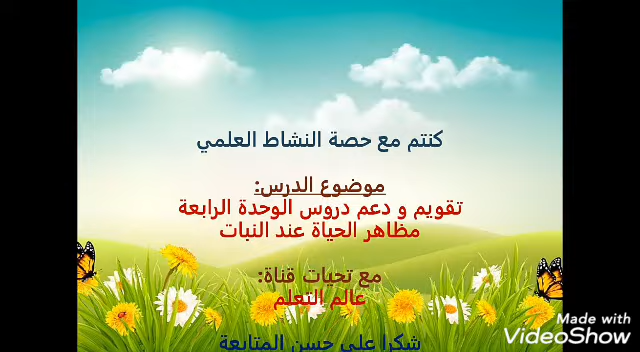 كنتم مع حصة النشاط العلمي
موضوع الدرس:
تقويم و دعم دروس الوحدة الرابعة
مظاهر الحياة عند النبات
مع تحيات قناة:
عالم التعلم
شكرا على حسن المتابعة
Made with
VideoShow